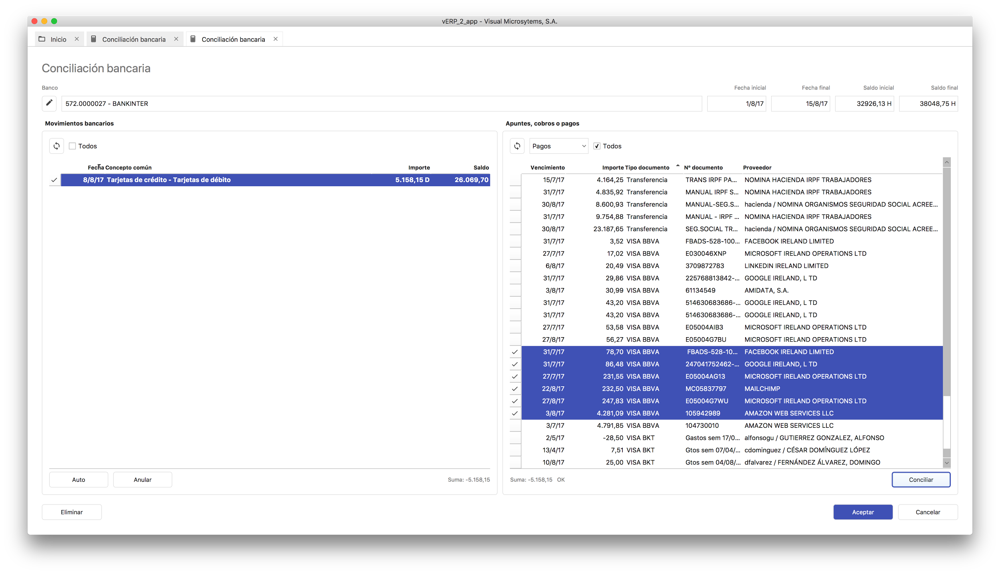 vERP_2_app - Visual Microsytems, S.A.
Inicio
Conciliación bancaria
Conciliación bancaria
Conciliación bancaria
Banco
Fecha inicial
Fecha final
Saldo inicial
Saldo final
572.0000027 - BANKINTER
1/8/17
15/8/17
32926,13 H
38048,75 H
Movimientos bancarios
Todos
Fecha Concepto común Importe Saldo
8/8/17 Tarjetas de crédito - Tarjetas de débito 5.158,15 D 26.069,70
Auto
Anular
Suma: -5.158,15
Apuntes, cobros o pagos
Pagos
Todos
Vencimiento Importe Tipo documento Nº documento Proveedor
15/7/17 4.164,25 Transferencia TRANS IRPF PA... NOMINA HACIENDA IRPF TRABAJADORES
31/7/17 4.835,92 Transferencia MANUAL IRPF S... NOMINA HACIENDA IRPF TRABAJADORES
30/8/17 8.600,93 Transferencia MANUAL-SEG.S... hacienda / NOMINA ORGANISMOS SEGURIDAD SOCIAL ACREE...
31/7/17 9.754,88 Transferencia MANUAL - IRPF ... NOMINA HACIENDA IRPF TRABAJADORES
30/8/17 23.187,65 Transferencia SEG.SOCIAL TR... hacienda / NOMINA ORGANISMOS SEGURIDAD SOCIAL ACREE...
31/7/17 3,52 VISA BBVA FBADS-528-100... FACEBOOK IRELAND LIMITED
27/7/17 17,02 VISA BBVA E030046XNP MICROSOFT IRELAND OPERATIONS LTD
6/8/17 20,49 VISA BBVA 3709872783 LINKEDIN IRELAND LIMITED
31/7/17 29,86 VISA BBVA 225768813842-... GOOGLE IRELAND, L TD
3/8/17 30,99 VISA BBVA 61134549 AMIDATA, S.A.
31/7/17 43,20 VISA BBVA 514630683686-... GOOGLE IRELAND, L TD
31/7/17 43,20 VISA BBVA 514630683686-... GOOGLE IRELAND, L TD
27/7/17 53,58 VISA BBVA E05004AIB3 MICROSOFT IRELAND OPERATIONS LTD
27/8/17 56,27 VISA BBVA E05004G7BU MICROSOFT IRELAND OPERATIONS LTD
31/7/17 78,70 VISA BBVA FBADS-528-10... FACEBOOK IRELAND LIMITED
31/7/17 86,48 VISA BBVA 247041752462-... GOOGLE IRELAND, L TD
27/7/17 231,55 VISA BBVA E05004AG13 MICROSOFT IRELAND OPERATIONS LTD
22/8/17 232,50 VISA BBVA MC05837797 MAILCHIMP
27/8/17 247,83 VISA BBVA E05004G7WU MICROSOFT IRELAND OPERATIONS LTD
3/8/17 4.281,09 VISA BBVA 105942989 AMAZON WEB SERVICES LLC
3/7/17 4.791,85 VISA BBVA 104730010 AMAZON WEB SERVICES LLC
2/5/17 -28,50 VISA BKT Gastos sem 17/0... alfonsogu / GUTIERREZ GONZALEZ, ALFONSO
13/4/17 7,51 VISA BKT Gtos sem 07/04/... cdominguez / CÉSAR DOMÍNGUEZ LÓPEZ
10/8/17 25,00 VISA BKT Gtos sem 04/08/... dfalvarez / FERNÁNDEZ ÁLVAREZ, DOMINGO
Suma: -5.158,15 OK
Conciliar
Eliminar
Aceptar
Cancelar